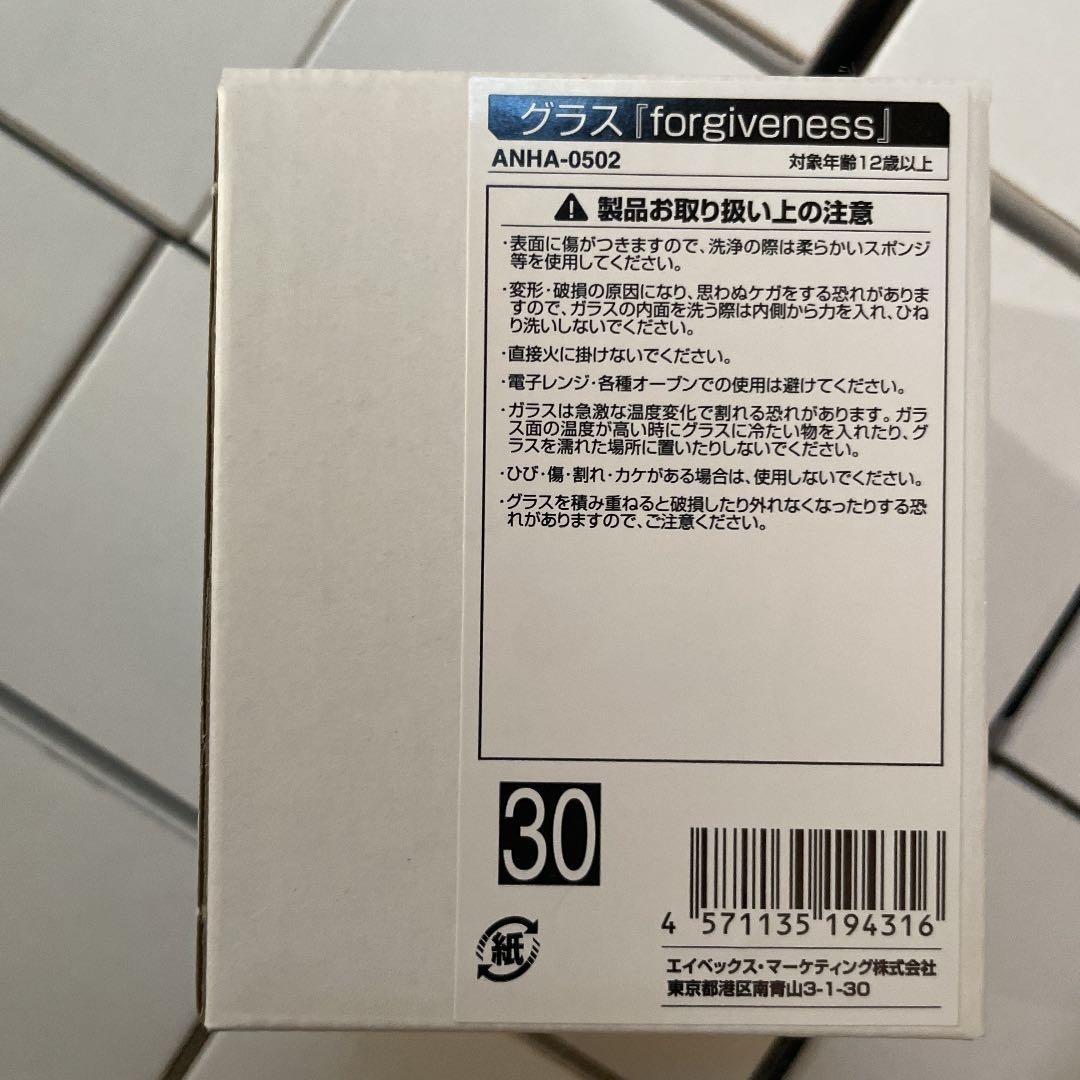 グラス『forgiveness』
ANHA-0502 対象年齢12歳以上
製品お取り扱い上の注意
・表面に傷がつきますので、洗浄の際は柔らかいスポンジ
等を使用してください。
・変形・破損の原因になり、思わぬケガをする恐れがありま
すので、ガラスの内面を洗う際は内側から力を入れ、ひね
り洗いしないでください。
・直接火に掛けないでください。
・電子レンジ・各種オーブンでの使用は避けてください。
・ガラスは急激な温度変化で割れる恐れがあります。ガラ
ス面の温度が高い時にグラスに冷たい物を入れたり、グ
ラスを濡れた場所に置いたりしないでください。
・ひび・傷・割れ・カケがある場合は、使用しないでください。
・グラスを積み重ねると破損したり外れなくなったりする恐
れがありますので、ご注意ください。
30
紙
4 571135 194316
エイベックス・マーケティング株式会社
東京都港区南青山3-1-30